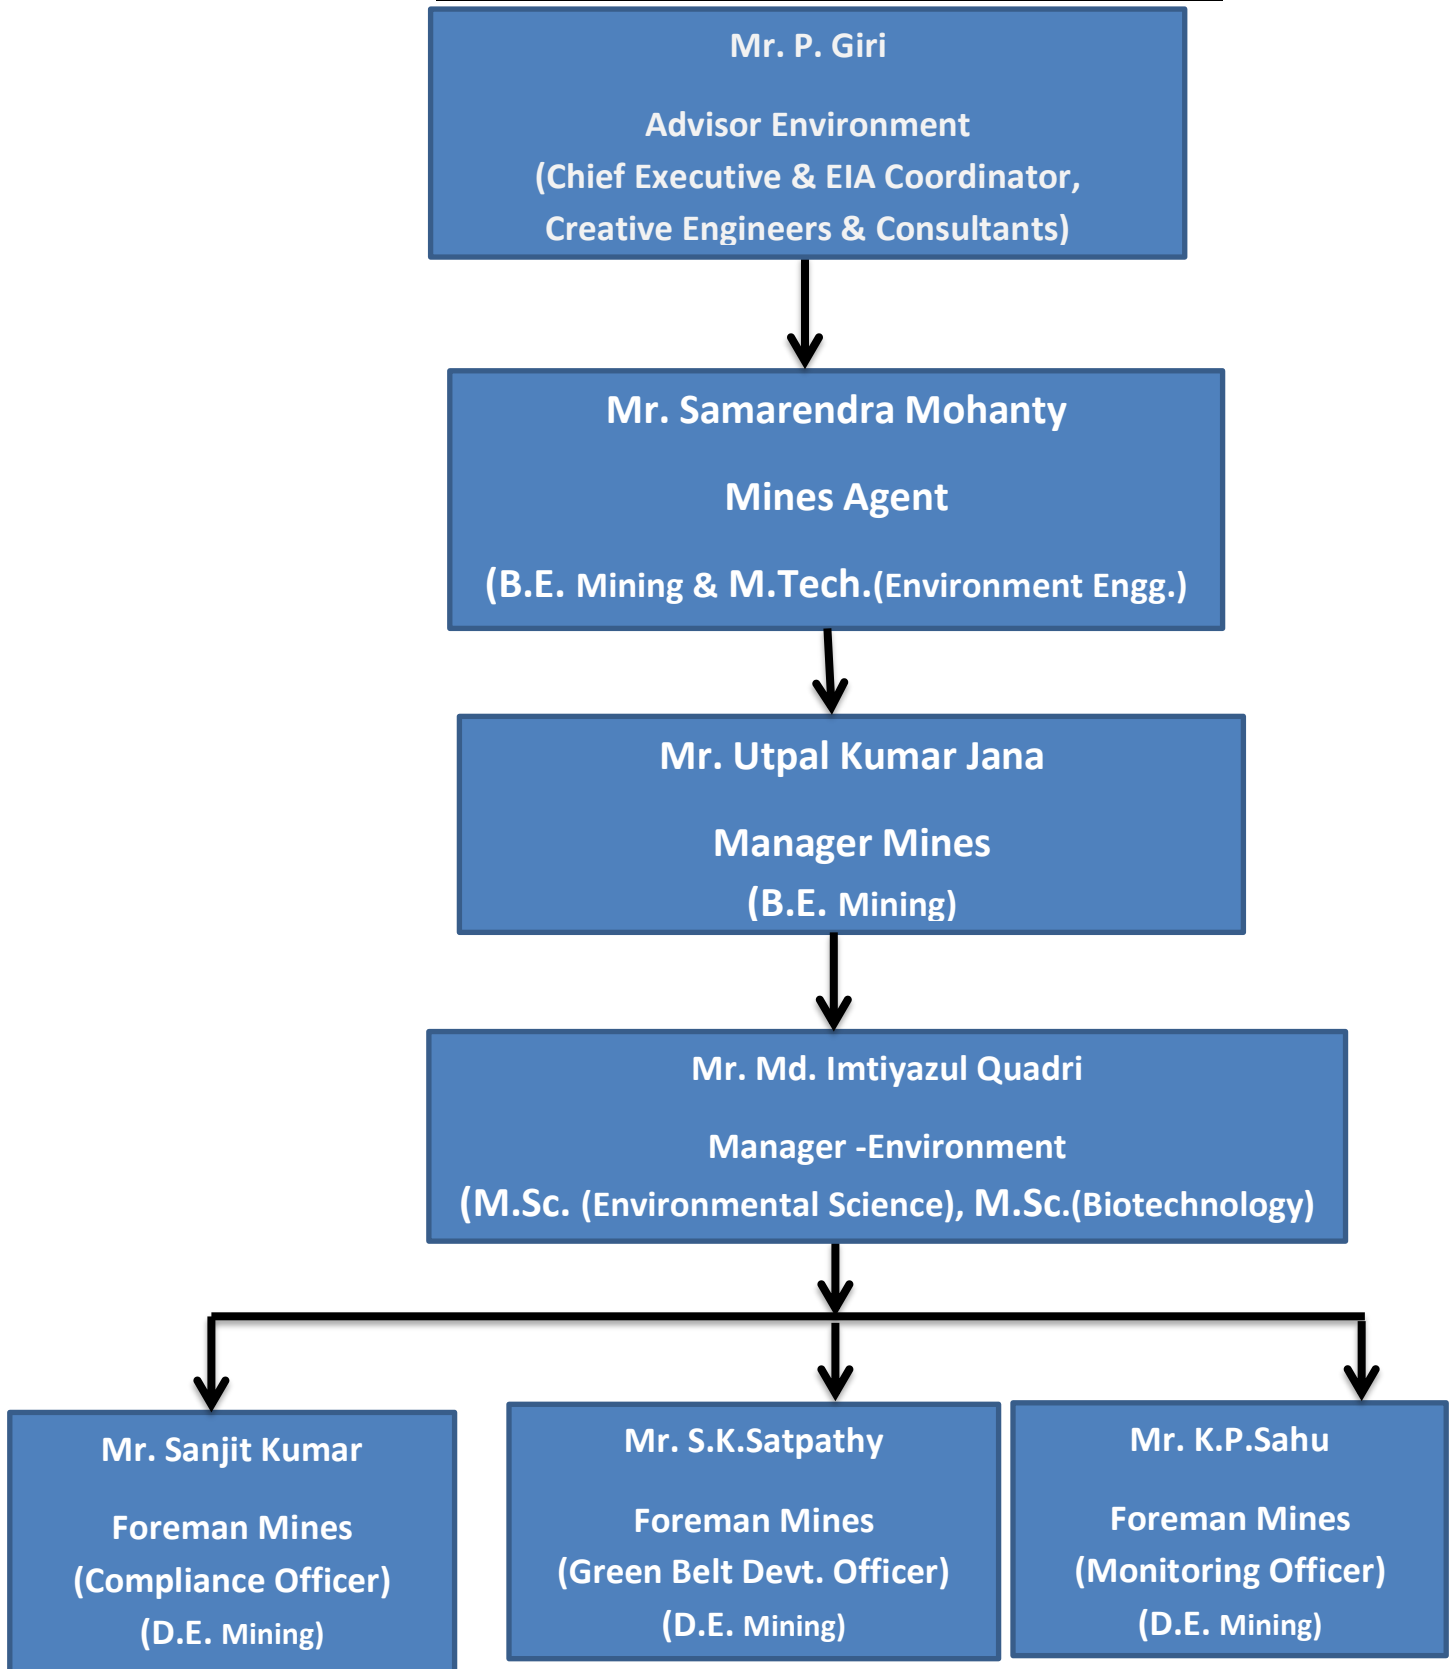 Mr. P. Giri
Advisor Environment
(Chief Executive & EIA Coordinator,
Creative Engineers & Consultants)
Mr. Samarendra Mohanty
Mines Agent
(B.E. Mining & M.Tech.(Environment Engg.)
Mr. Utpal Kumar Jana
Manager Mines
(B.E. Mining)
Mr. Md. Imtiyazul Quadri
Manager -Environment
(M.Sc. (Environmental Science), M.Sc.(Biotechnology)
Mr. Sanjit Kumar
Foreman Mines
(Compliance Officer)
(D.E. Mining)
Mr. S.K.Satpathy
Foreman Mines
(Green Belt Devt. Officer)
(D.E. Mining)
Mr. K.P.Sahu
Foreman Mines
(Monitoring Officer)
(D.E. Mining)